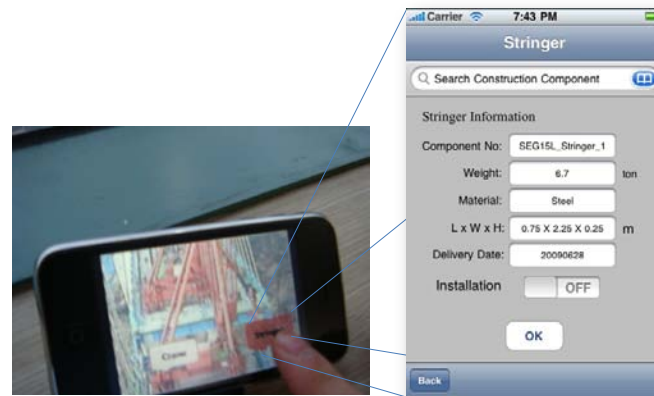 Carrier 7:43 PM
Stringer
Search Construction Component
Stringer Information
Component No: SEG15L_Stringer_1
Weight: 6.7 ton
Material: Steel
L x W x H: 0.75 X 2.25 X 0.25 m
Delivery Date: 20090628
Installation OFF
OK
Back
Crane
Stringer